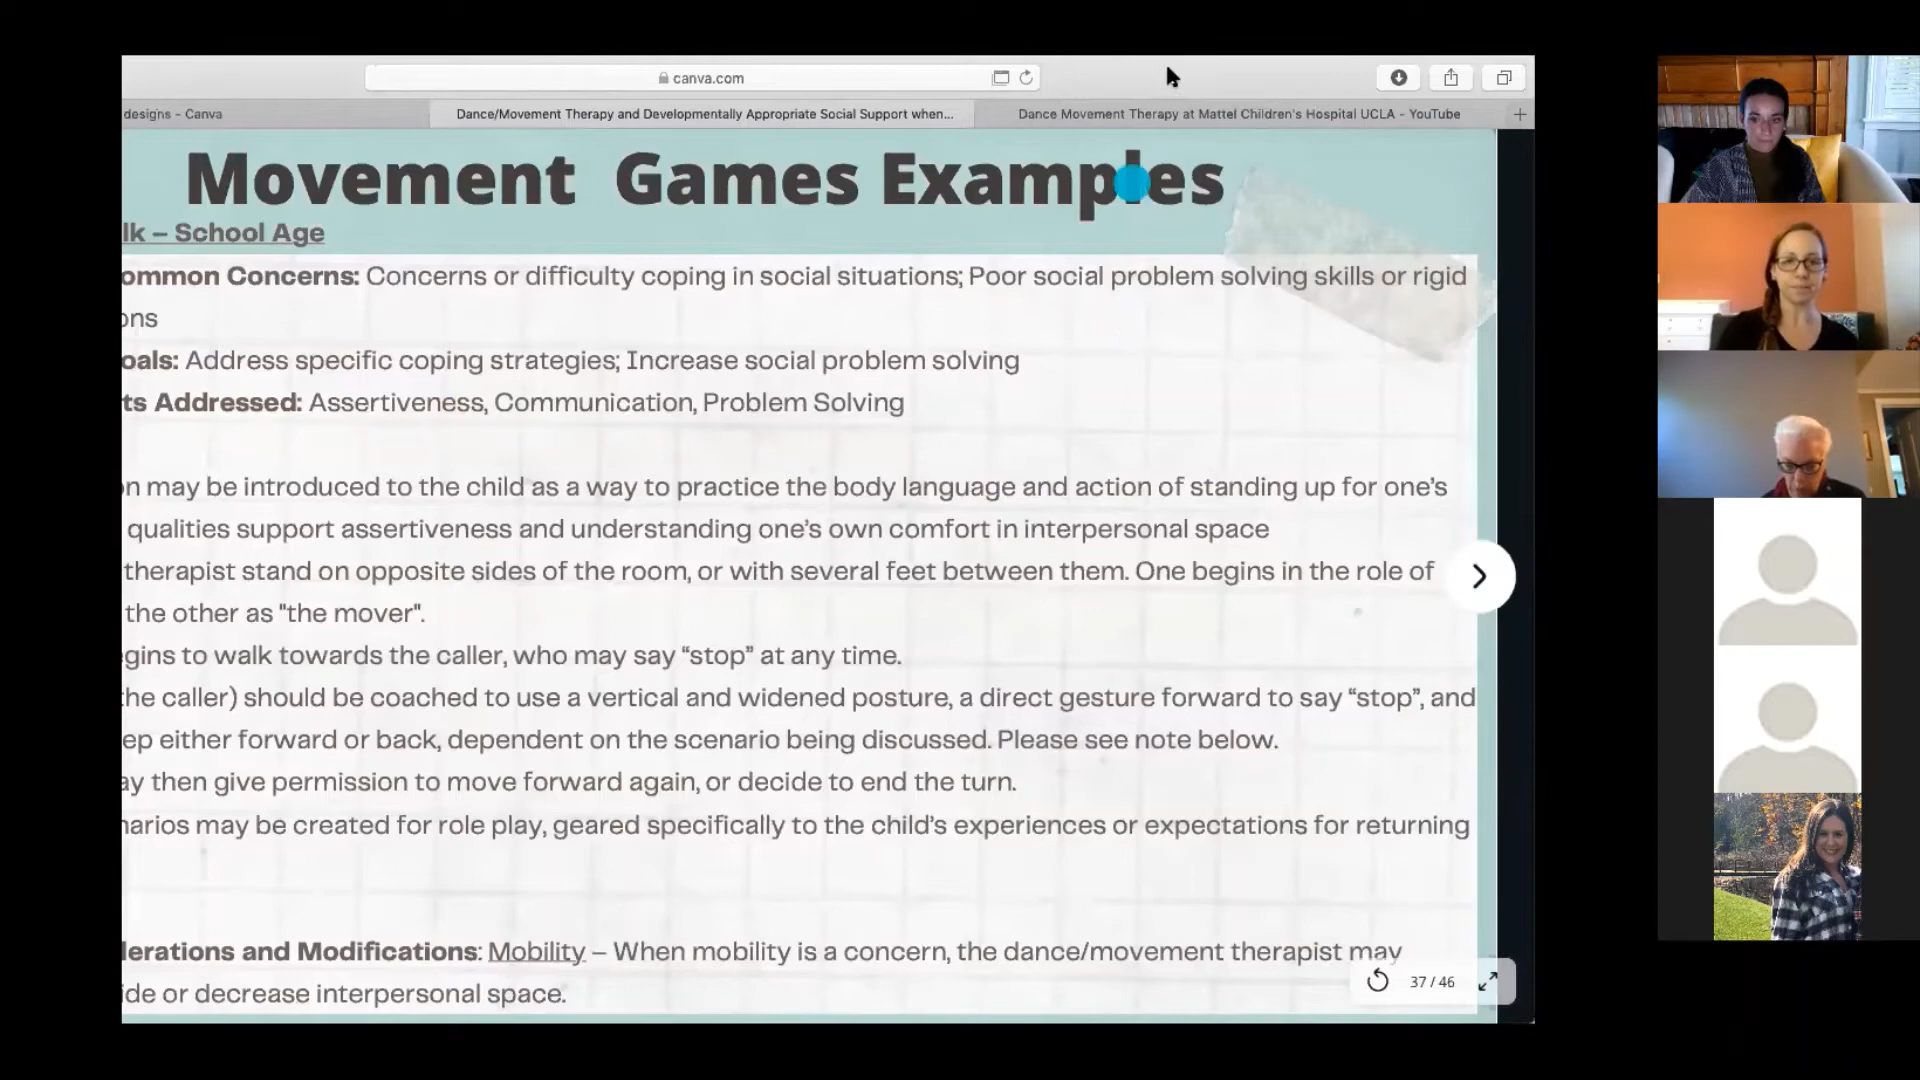 canva.com
designs - Canva
Dance/Movement Therapy and Developmentally Appropriate Social Support when...
Dance Movement Therapy at Mattel Children's Hospital UCLA - YouTube
Movement Games Examples
lk – School Age
ommon Concerns: Concerns or difficulty coping in social situations; Poor social problem solving skills or rigid
ons
oals: Address specific coping strategies; Increase social problem solving
ts Addressed: Assertiveness, Communication, Problem Solving
on may be introduced to the child as a way to practice the body language and action of standing up for one’s
qualities support assertiveness and understanding one’s own comfort in interpersonal space
therapist stand on opposite sides of the room, or with several feet between them. One begins in the role of
the other as "the mover".
egins to walk towards the caller, who may say “stop” at any time.
the caller) should be coached to use a vertical and widened posture, a direct gesture forward to say “stop”, and
ep either forward or back, dependent on the scenario being discussed. Please see note below.
ay then give permission to move forward again, or decide to end the turn.
narios may be created for role play, geared specifically to the child’s experiences or expectations for returning
lerations and Modifications: Mobility – When mobility is a concern, the dance/movement therapist may
ide or decrease interpersonal space.
37 / 46